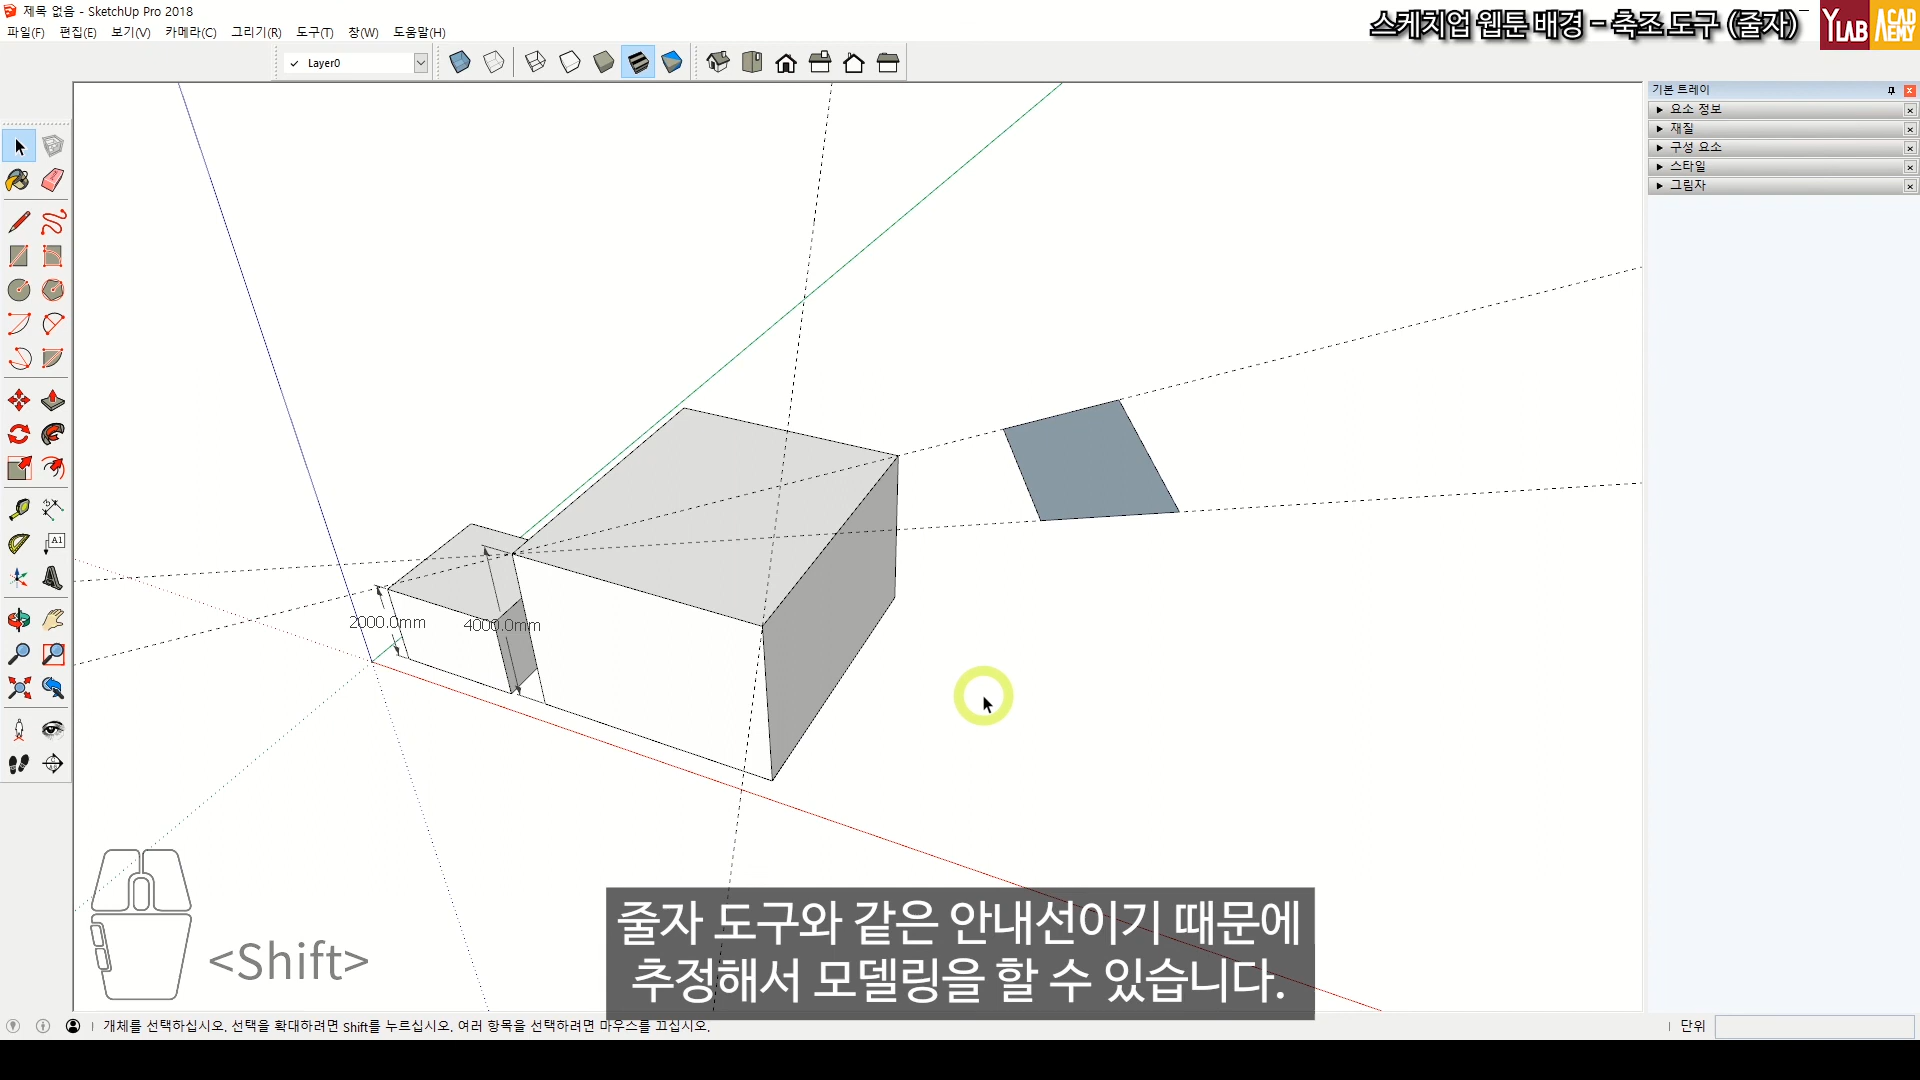 제목 없음 - SketchUp Pro 2018
스케치업 웹툰 배경 - 축조 도구 (줄자)
YLAB ACADEMY
파일(F) 편집(E) 보기(V) 카메라(C) 그리기(R) 도구(T) 창(W) 도움말(H)
Layer0
기본 트레이
요소 정보
재질
구성 요소
스타일
그림자
A1
2000.0mm
4000.0mm
<Shift>
줄자 도구와 같은 안내선이기 때문에
추정해서 모델링을 할 수 있습니다.
개체를 선택하십시오. 선택을 확대하려면 Shift를 누르십시오. 여러 항목을 선택하려면 마우스를 끄십시오.
단위